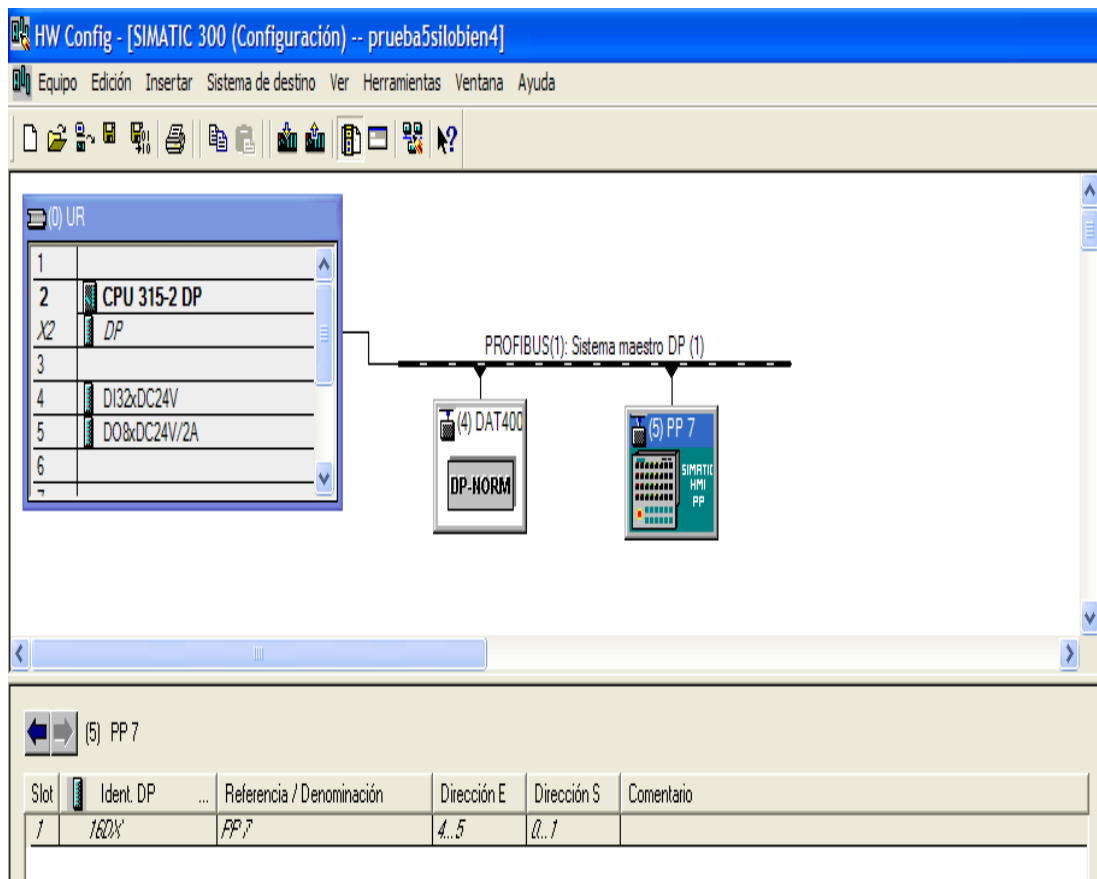 HW Config - [SIMATIC 300 (Configuración) -- prueba5silobien4]
Equipo Edición Insertar Sistema de destino Ver Herramientas Ventana Ayuda
(0) UR
1
2 CPU 315-2 DP
X2 DP
3
4 DI32xDC24V
5 DO8xDC24V/2A
6
PROFIBUS(1): Sistema maestro DP (1)
(4) DAT400
DP-NORM
(5) PP 7
SIMATIC
HMI
PP
(5) PP 7
Slot Ident. DP ... Referencia / Denominación Dirección E Dirección S Comentario
1 16DX PP 7 4...5 0...1